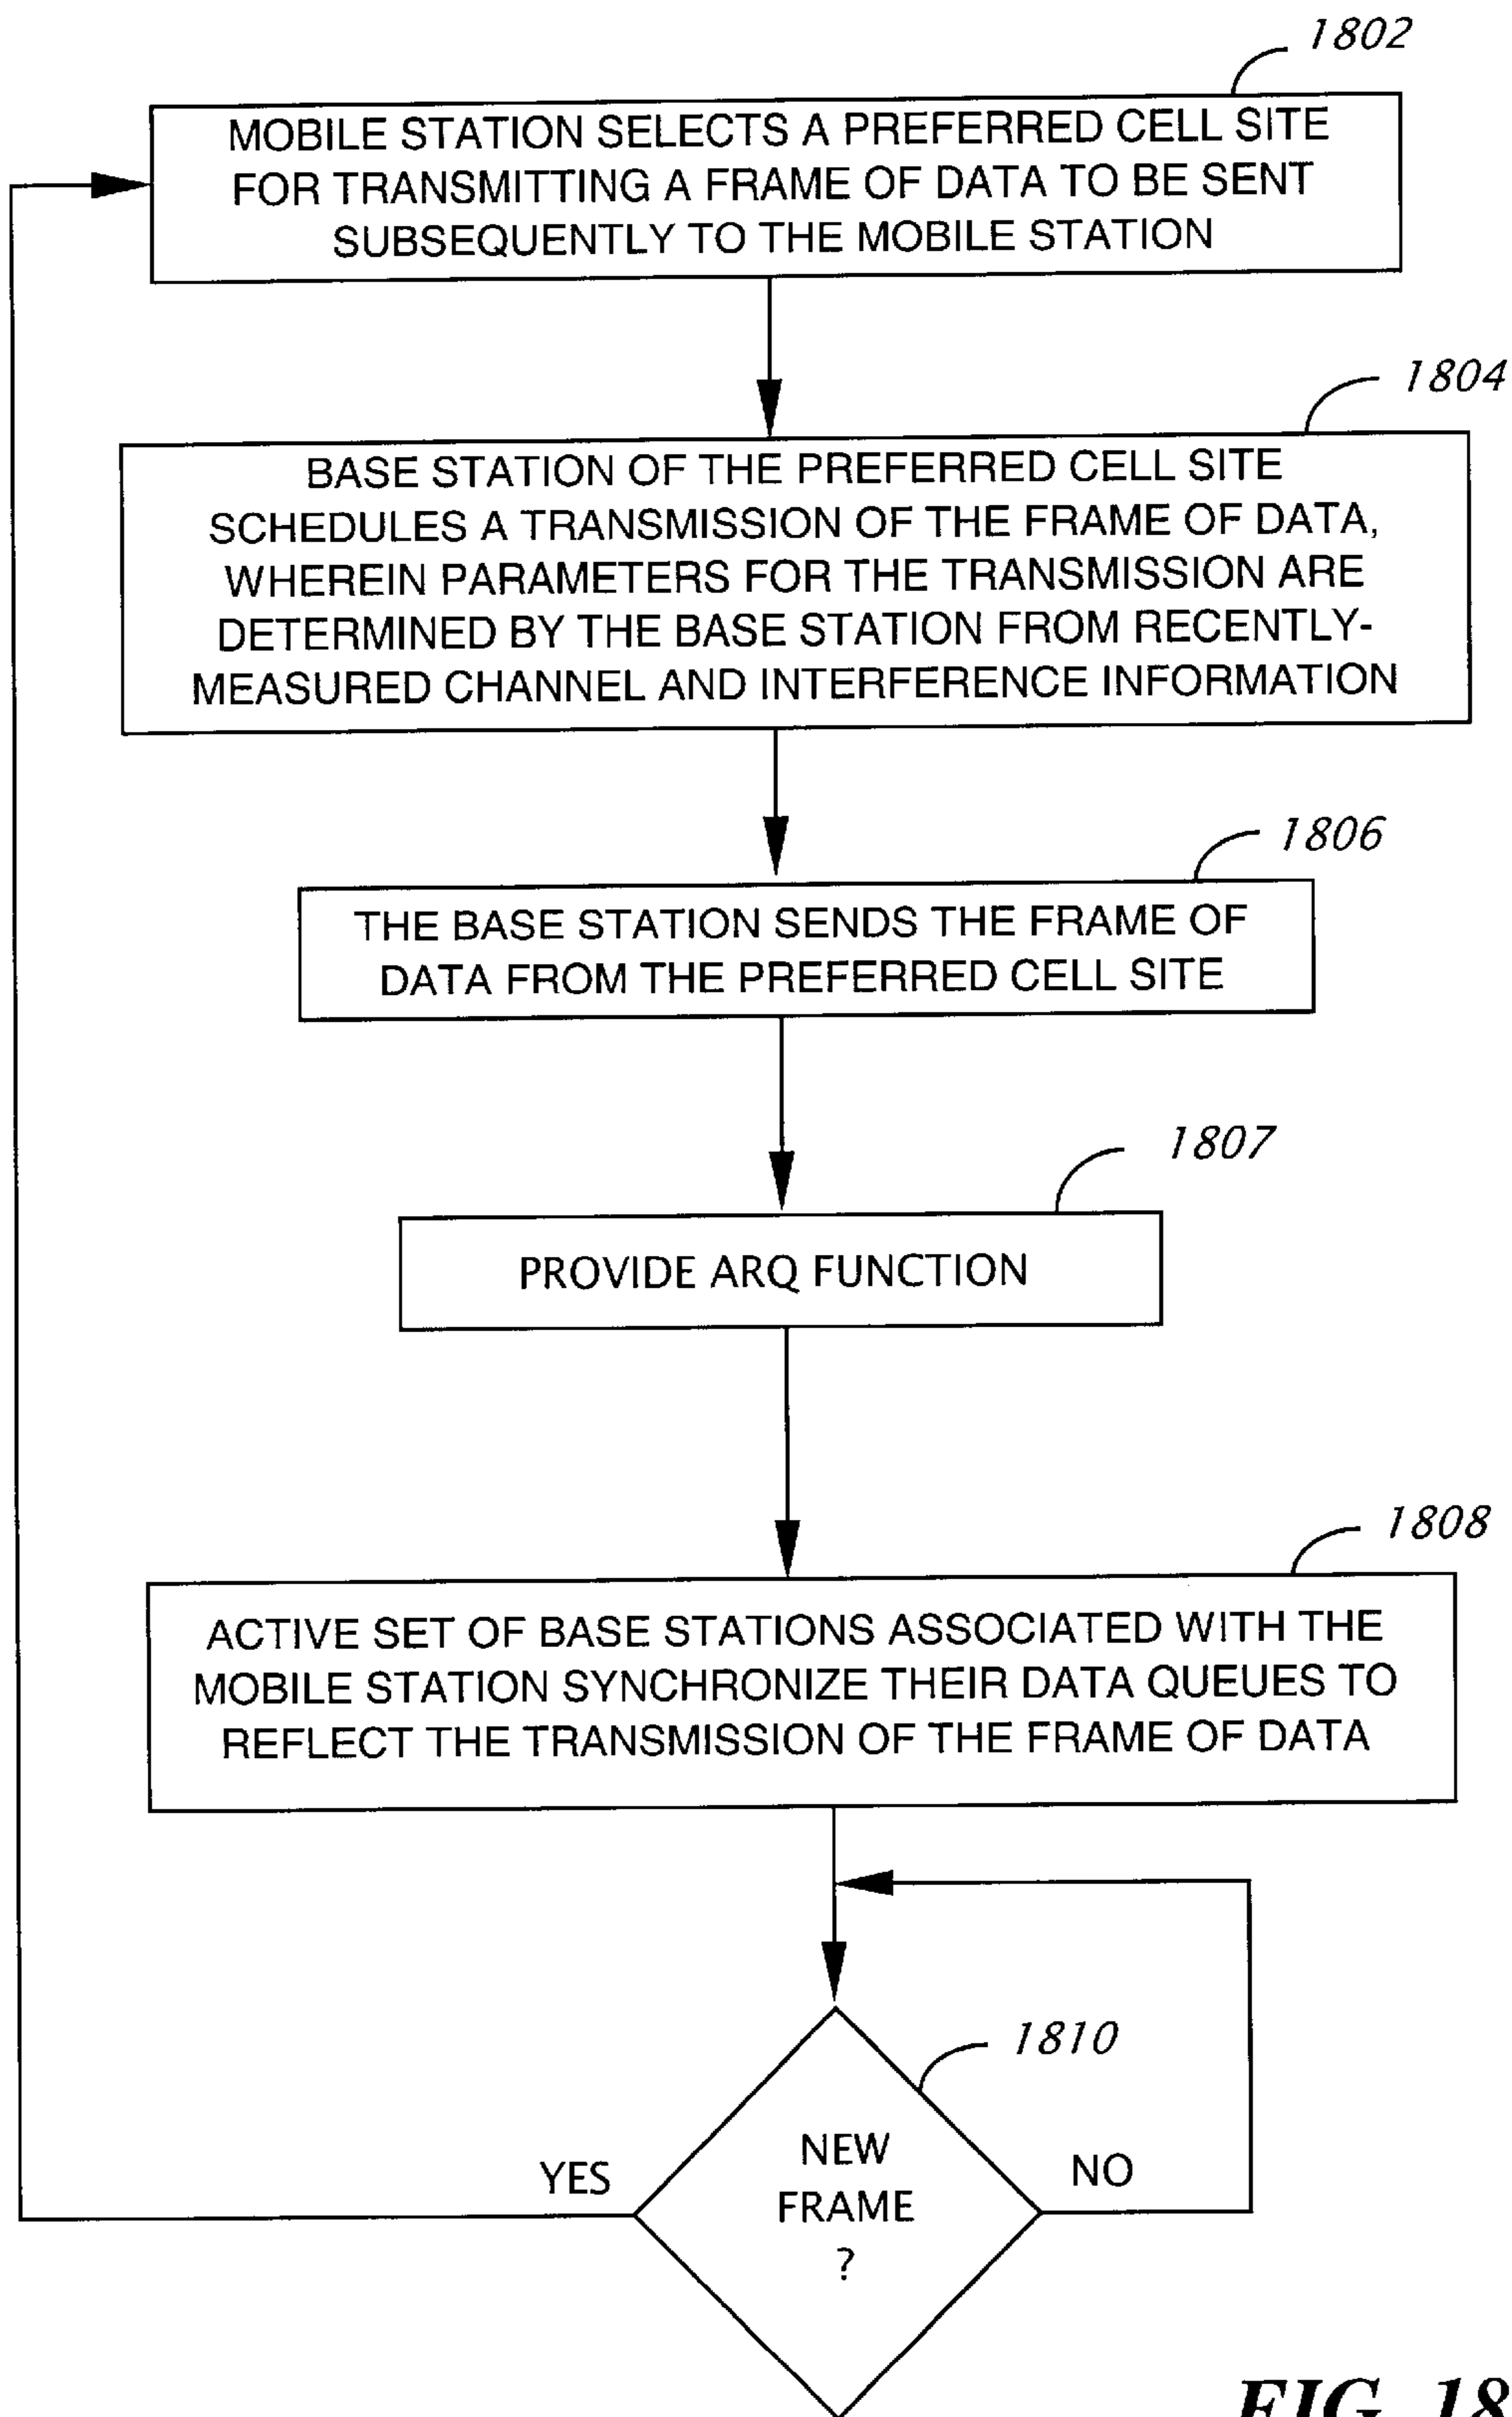 1802
MOBILE STATION SELECTS A PREFERRED CELL SITE
FOR TRANSMITTING A FRAME OF DATA TO BE SENT
SUBSEQUENTLY TO THE MOBILE STATION
1804
BASE STATION OF THE PREFERRED CELL SITE
SCHEDULES A TRANSMISSION OF THE FRAME OF DATA,
WHEREIN PARAMETERS FOR THE TRANSMISSION ARE
DETERMINED BY THE BASE STATION FROM RECENTLY-
MEASURED CHANNEL AND INTERFERENCE INFORMATION
1806
THE BASE STATION SENDS THE FRAME OF
DATA FROM THE PREFERRED CELL SITE
1807
PROVIDE ARQ FUNCTION
1808
ACTIVE SET OF BASE STATIONS ASSOCIATED WITH THE
MOBILE STATION SYNCHRONIZE THEIR DATA QUEUES TO
REFLECT THE TRANSMISSION OF THE FRAME OF DATA
1810
YES
NEW
FRAME
?
NO
FIG. 18